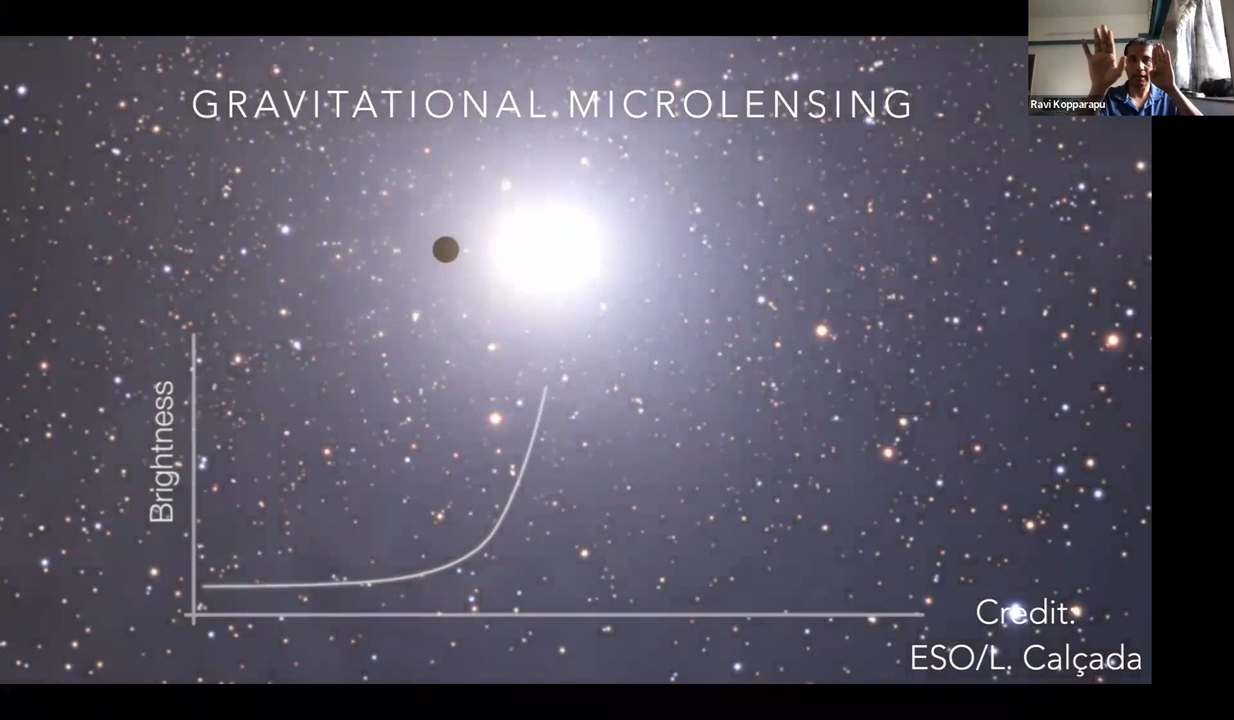 GRAVITATIONAL MICROLENSING
Ravi Kopparapu
Brightness
Credit:
ESO/L. Calçada